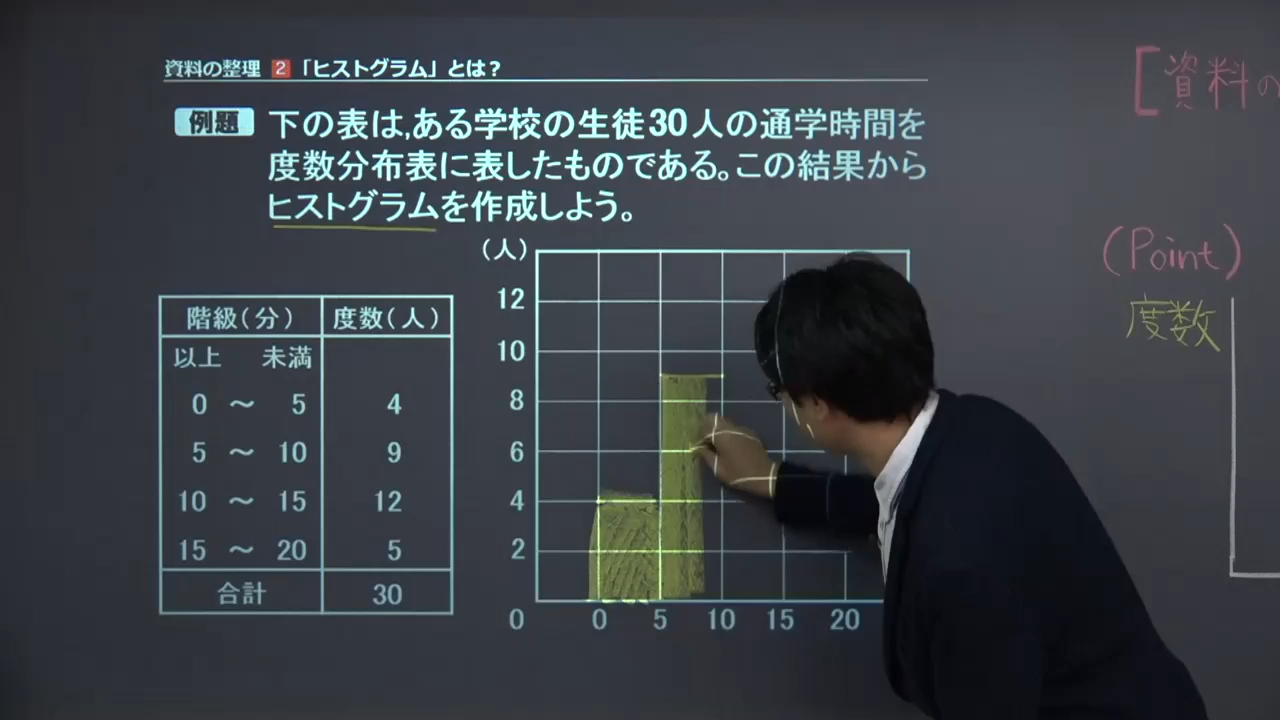 資料の整理 2 「ヒストグラム」とは？
例題 下の表は,ある学校の生徒30人の通学時間を
度数分布表に表したものである。この結果から
ヒストグラムを作成しよう。
階級(分) 度数(人)
以上 未満
0 ～ 5 4
5 ～ 10 9
10 ～ 15 12
15 ～ 20 5
合計 30
(人)
12
10
8
6
4
2
0 0 5 10 15 20
[資料の
(Point)
度数